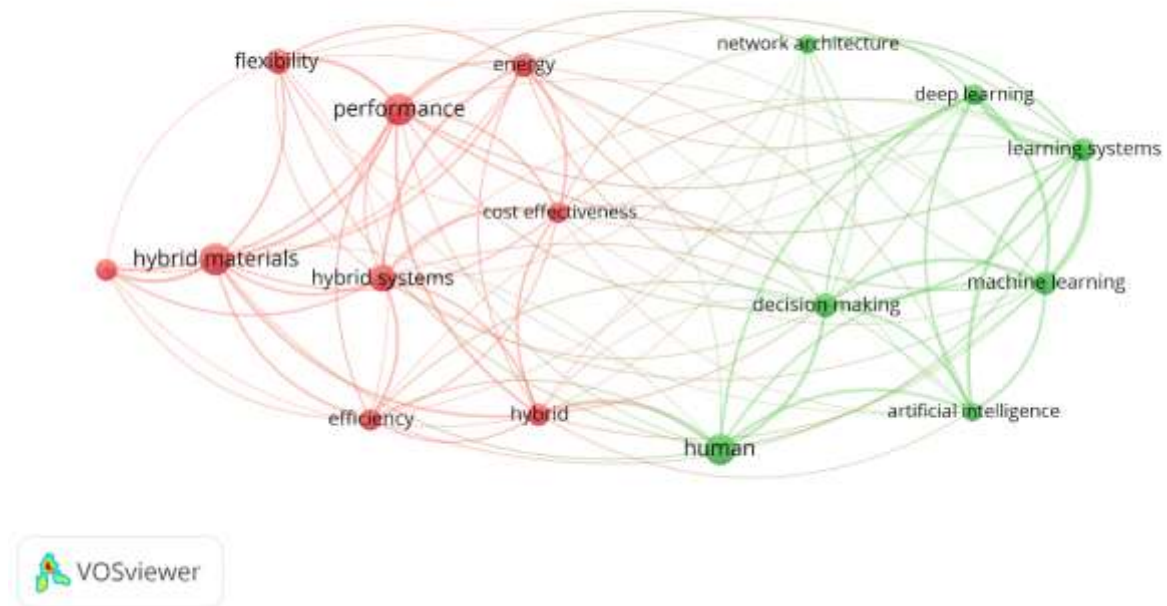 network architecture
flexibility
energy
deep learning
performance
learning systems
cost effectiveness
hybrid materials
hybrid systems
machine learning
decision making
efficiency
hybrid
artificial intelligence
human
VOSviewer